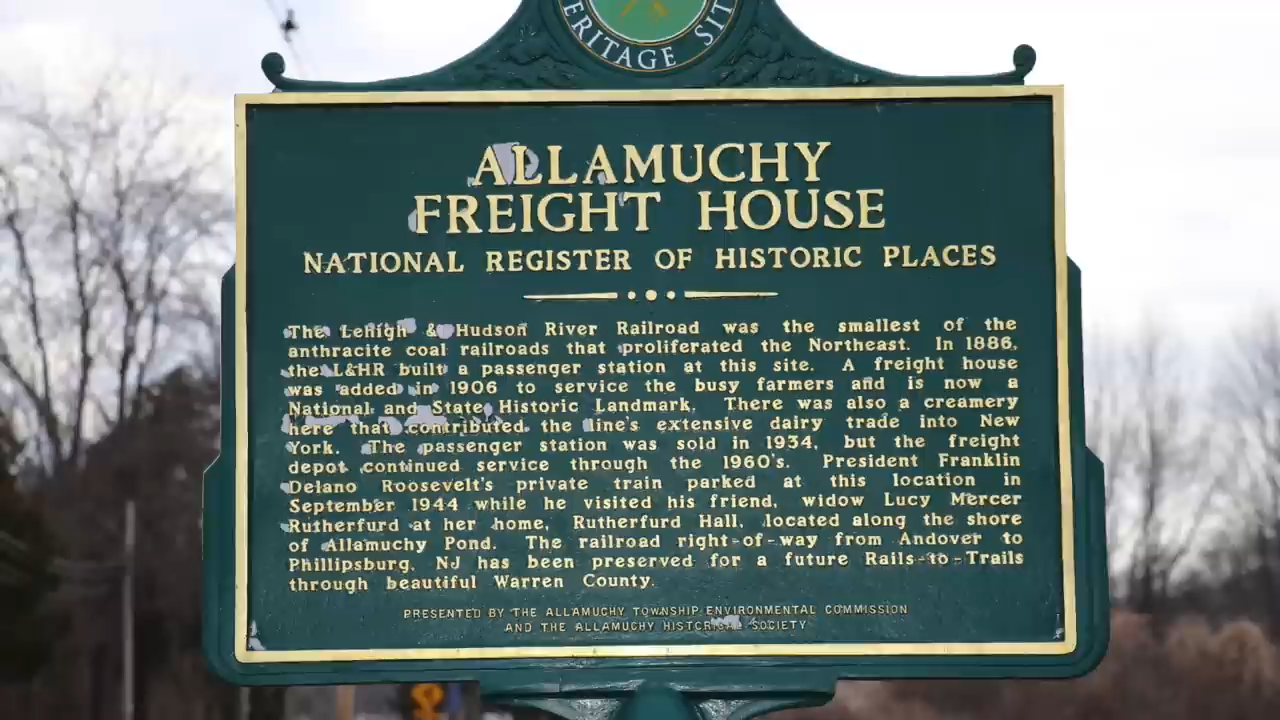 ERITAGE SIT
ALLAMUCHY
FREIGHT HOUSE
NATIONAL REGISTER OF HISTORIC PLACES
The Lehigh & Hudson River Railroad was the smallest of the
anthracite coal railroads that proliferated the Northeast. In 1886,
the L&HR built a passenger station at this site. A freight house
was added in 1906 to service the busy farmers and is now a
National and State Historic Landmark. There was also a creamery
here that contributed the line's extensive dairy trade into New
York. The passenger station was sold in 1934, but the freight
depot continued service through the 1960's. President Franklin
Delano Roosevelt's private train parked at this location in
September 1944 while he visited his friend, widow Lucy Mercer
Rutherfurd at her home, Rutherfurd Hall, located along the shore
of Allamuchy Pond. The railroad right-of-way from Andover to
Phillipsburg, NJ has been preserved for a future Rails-to-Trails
through beautiful Warren County.
PRESENTED BY THE ALLAMUCHY TOWNSHIP ENVIRONMENTAL COMMISSION
AND THE ALLAMUCHY HISTORICAL SOCIETY